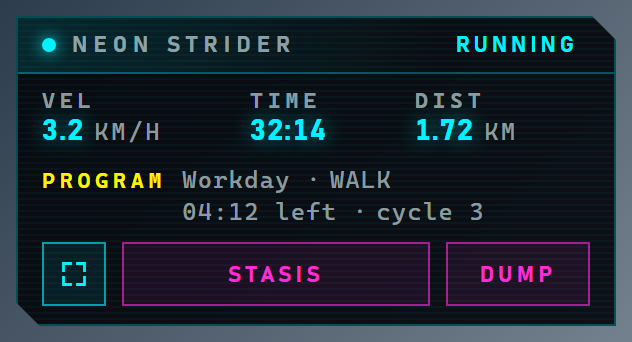 NEON STRIDER RUNNING
VEL TIME DIST
3.2 KM/H 32:14 1.72 KM
PROGRAM Workday · WALK
04:12 left · cycle 3
STASIS DUMP